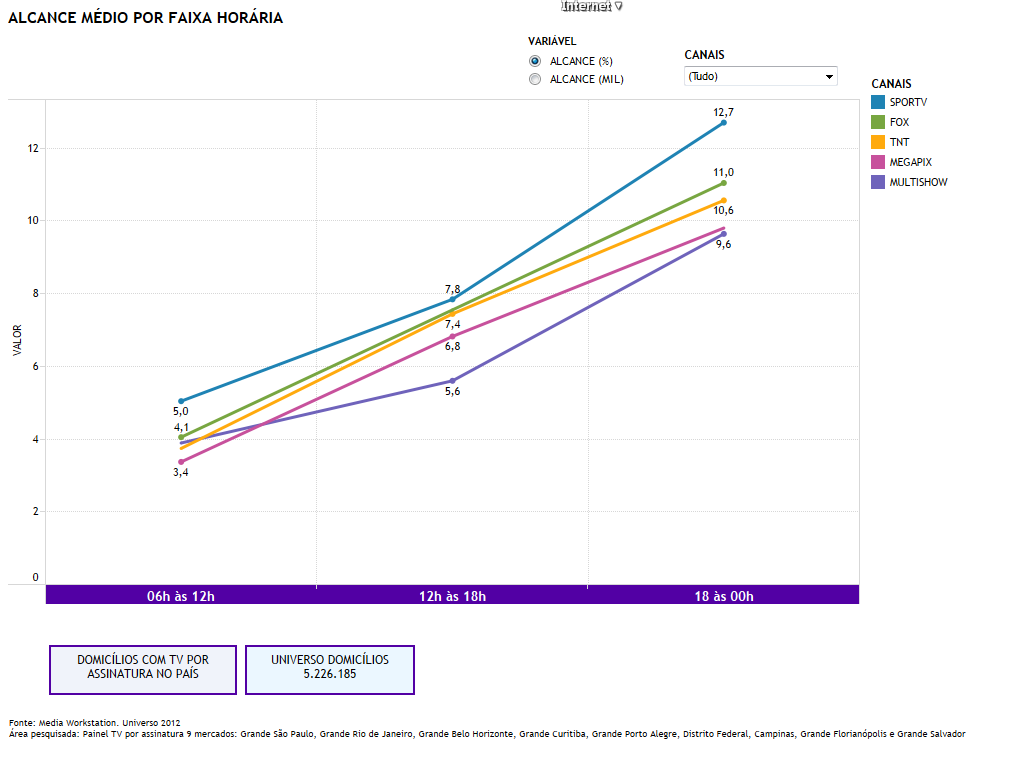 Internet ▽
ALCANCE MÉDIO POR FAIXA HORÁRIA
VARIÁVEL
ALCANCE (%)
ALCANCE (MIL)
CANAIS
(Tudo)
CANAIS
SPORTV
FOX
TNT
MEGAPIX
MULTISHOW
VALOR
12
10
8
6
4
2
0
12,7
11,0
10,6
9,6
7,8
7,4
6,8
5,6
5,0
4,1
3,4
06h às 12h
12h às 18h
18 às 00h
DOMICÍLIOS COM TV POR
ASSINATURA NO PAÍS
UNIVERSO DOMICÍLIOS
5.226.185
Fonte: Media Workstation. Universo 2012
Área pesquisada: Painel TV por assinatura 9 mercados: Grande São Paulo, Grande Rio de Janeiro, Grande Belo Horizonte, Grande Curitiba, Grande Porto Alegre, Distrito Federal, Campinas, Grande Florianópolis e Grande Salvador